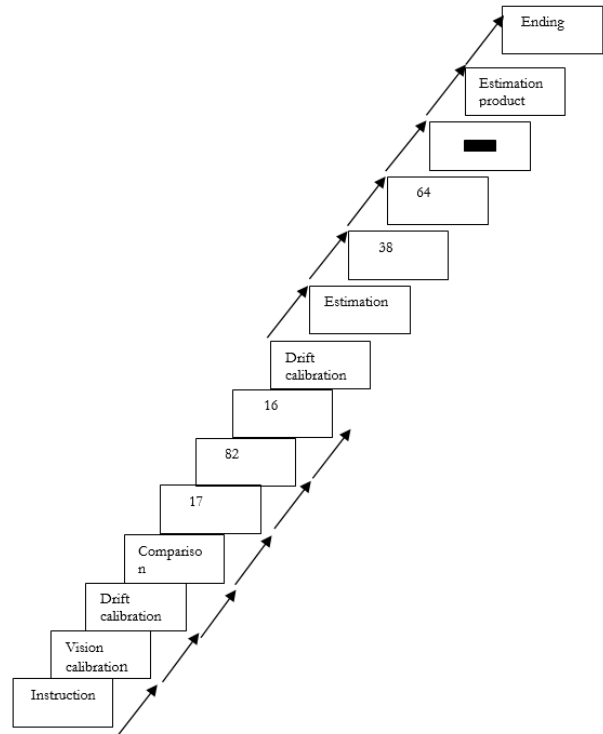 Ending
Estimation
product
64
38
Estimation
Drift
calibration
16
82
17
Compariso
n
Drift
calibration
Vision
calibration
Instruction